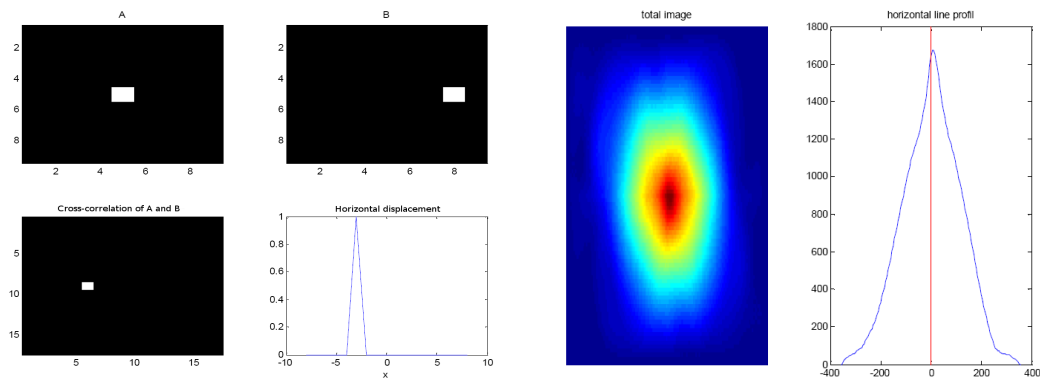 A
2
4
6
8
2 4 6 8
B
2
4
6
8
2 4 6 8
Cross-correlation of A and B
5
10
15
5 10 15
Horizontal displacement
1
0.8
0.6
0.4
0.2
0
-10 -5 0 5 10
x
total image
horizontal line profil
1800
1600
1400
1200
1000
800
600
400
200
0
-400 -200 0 200 400